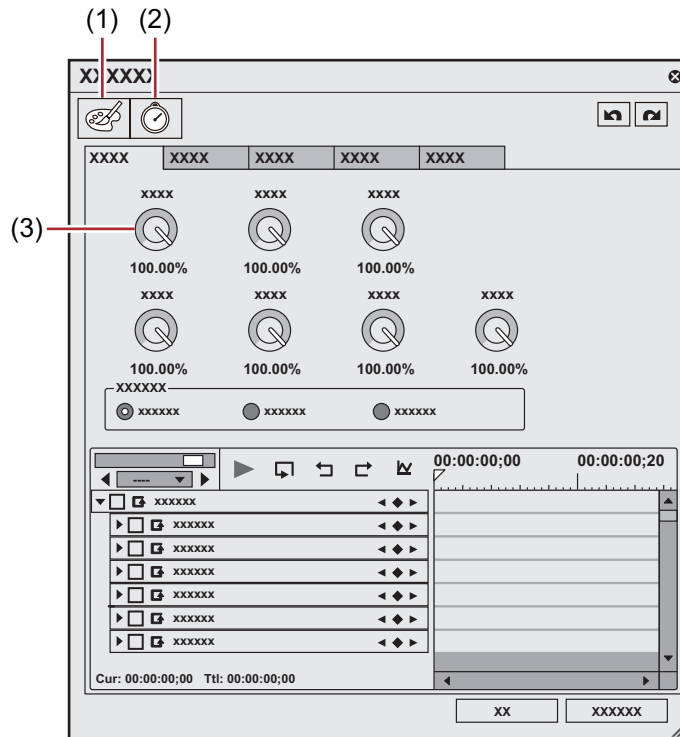 (1) (2)
XXXXXX
XXXX XXXX XXXX XXXX XXXX
xxxx xxxx xxxx
(3)
100.00% 100.00% 100.00%
xxxx xxxx xxxx xxxx
100.00% 100.00% 100.00% 100.00%
XXXXXX
xxxxxx xxxxxx xxxxxx
00:00:00;00 00:00:00;20
----
xxxxxx
xxxxxx
xxxxxx
xxxxxx
xxxxxx
xxxxxx
xxxxxx
Cur: 00:00:00;00 Ttl: 00:00:00;00
XX XXXXXX